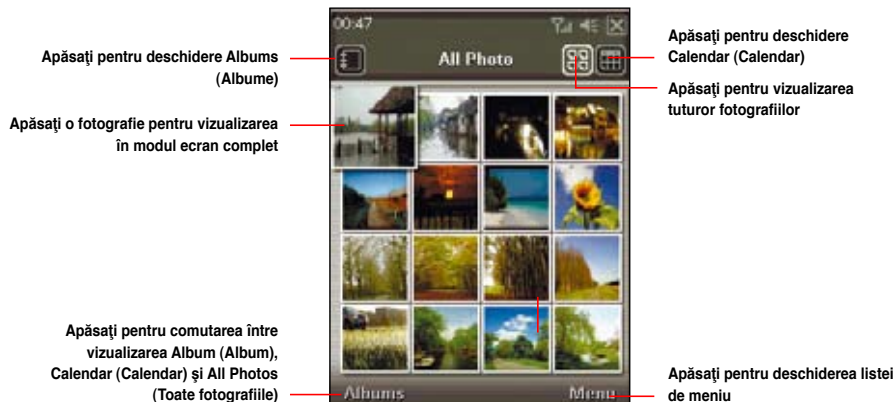 00:47
All Photo
Apăsaţi pentru deschidere Albums
(Albume)
Apăsaţi o fotografie pentru vizualizarea
în modul ecran complet
Apăsaţi pentru comutarea între
vizualizarea Album (Album),
Calendar (Calendar) şi All Photos
(Toate fotografiile)
Apăsaţi pentru deschidere
Calendar (Calendar)
Apăsaţi pentru vizualizarea
tuturor fotografiilor
Apăsaţi pentru deschiderea listei
de meniu
Albums
Menu